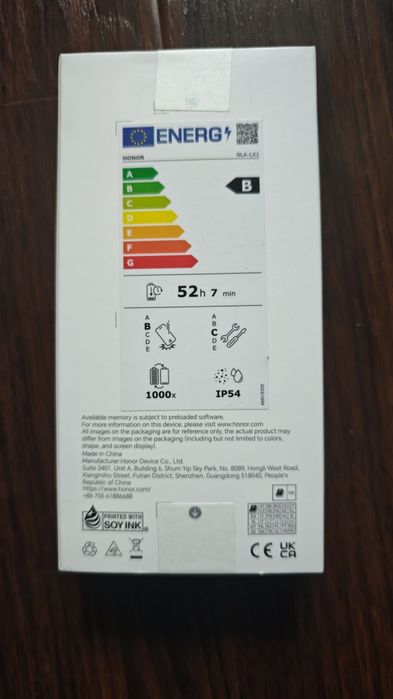 ENERG
HONOR NLA-LX1
A
B
C
D
E
F
G
B
52h 7 min
A
B
C
D
E
A
B
C
D
E
1000x
IP54
Available memory is subject to preloaded software.
For more information on this device, please visit www.honor.com
All images on the packaging are for reference only, the actual product may
differ from images on the packaging (including but not limited to colors,
shape, and screen display).
Made in China
Manufacturer:Honor Device Co., Ltd.
Suite 3401, Unit A, Building 6, Shum Yip Sky Park, No. 8089, Hongli West Road,
Xiangmihu Street, Futian District, Shenzhen, Guangdong 518040, People's
Republic of China
https://www.honor.com/
+86 755 61886688
PRINTED WITH
SOY INK
CE UK
CA